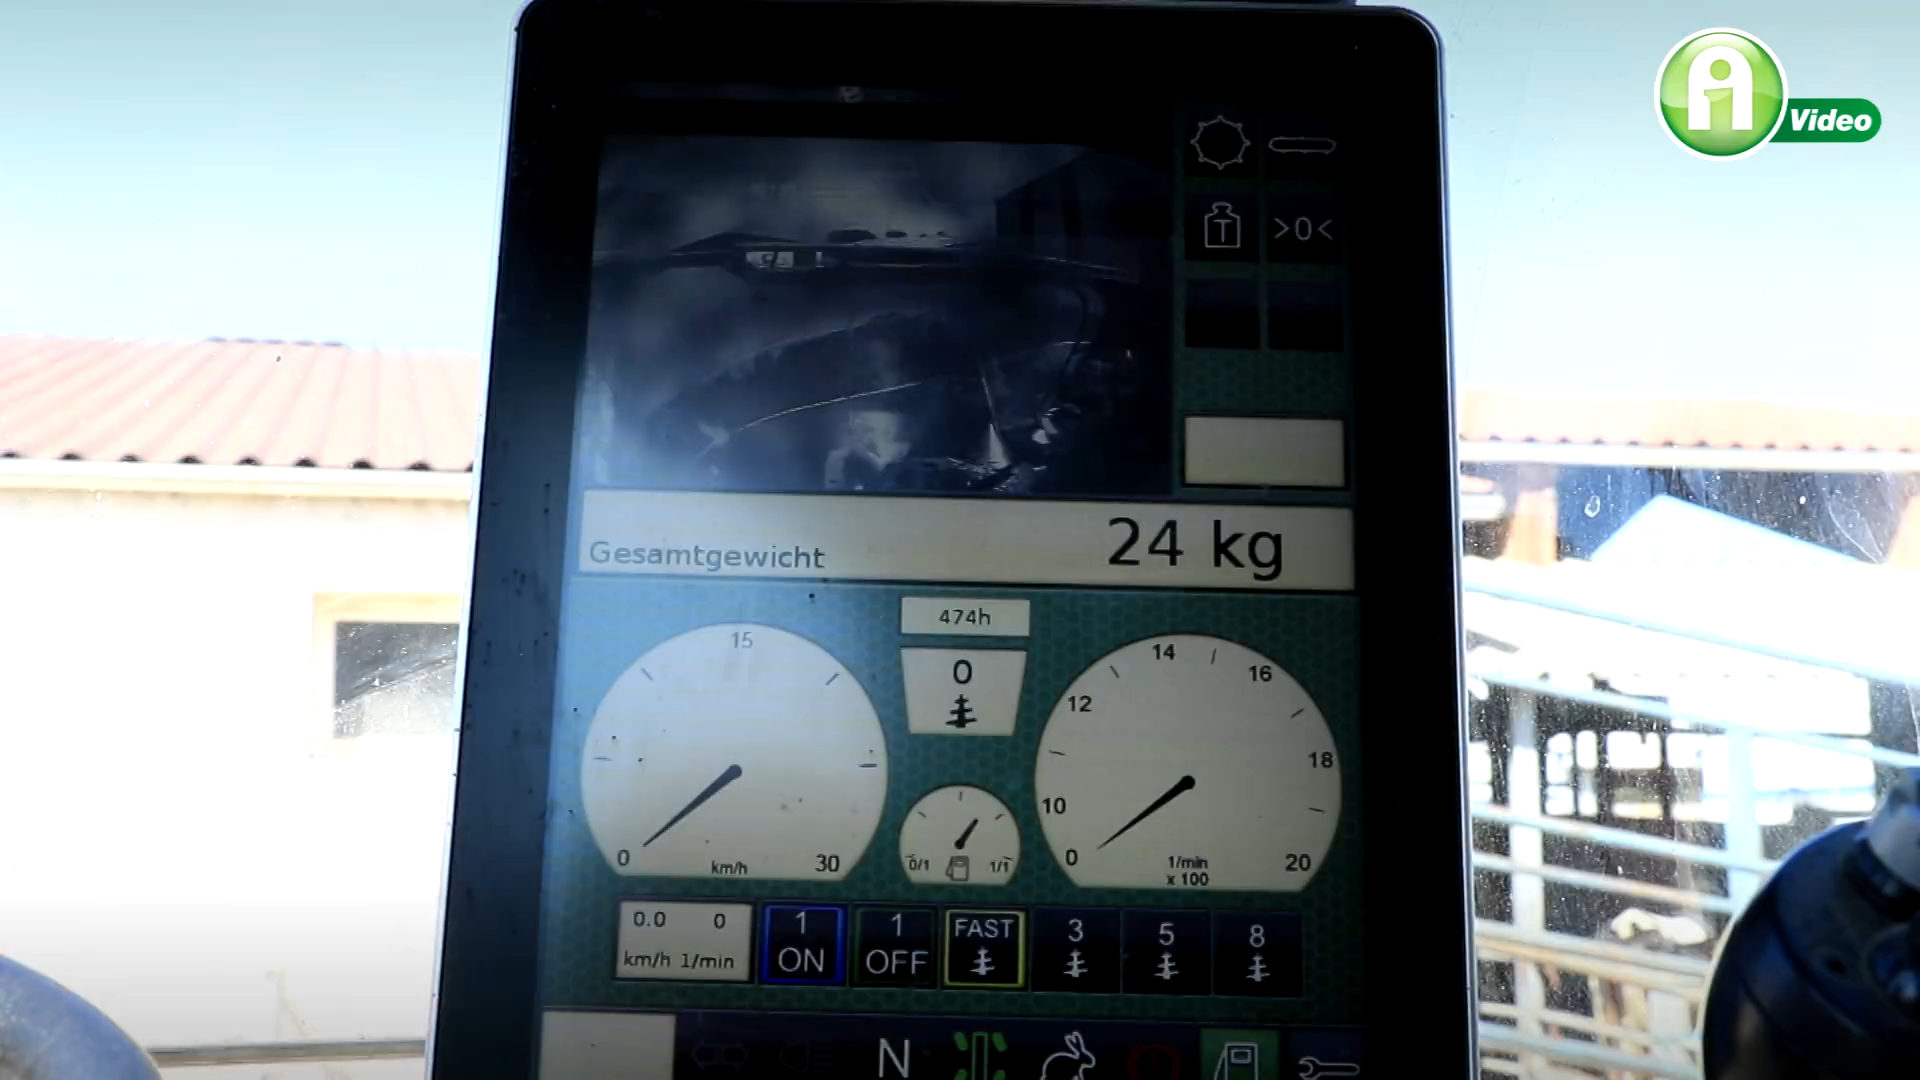 Video
T >0<
Gesamtgewicht 24 kg
474h
0
15
0 km/h 30
0/1 1/1
10 12 14 16 18
0 1/min 20
x 100
0.0 0
km/h 1/min
1 ON
1 OFF
FAST
3
5
8
N